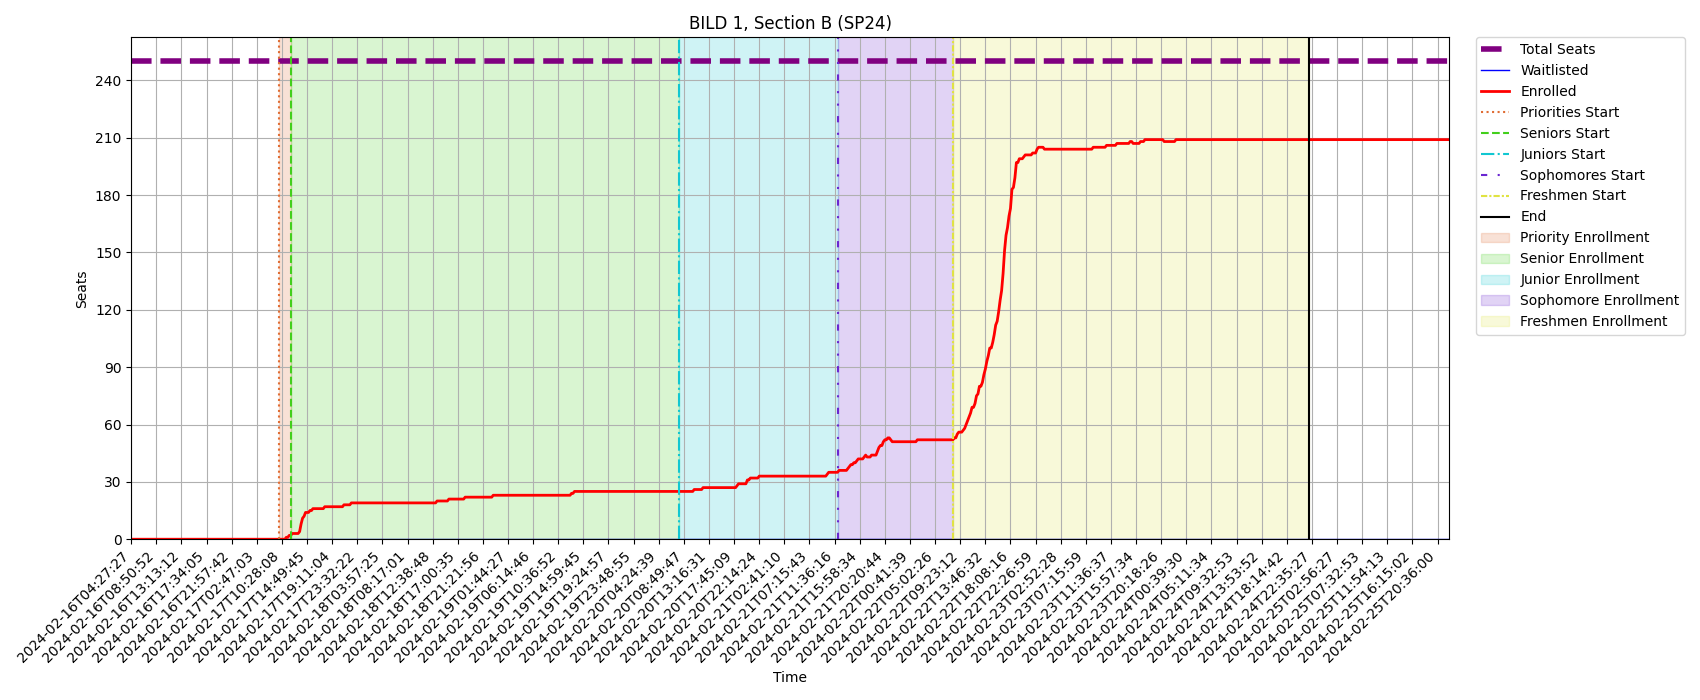 BILD 1, Section B (SP24)
Seats
240
210
180
150
120
90
60
30
0
2024-02-16T04:27:27
2024-02-16T08:50:52
2024-02-16T13:13:12
2024-02-16T17:34:05
2024-02-16T21:57:42
2024-02-17T02:47:03
2024-02-17T10:28:08
2024-02-17T14:49:45
2024-02-17T19:11:04
2024-02-17T23:32:22
2024-02-18T03:57:25
2024-02-18T08:17:01
2024-02-18T12:38:48
2024-02-18T17:00:35
2024-02-18T21:21:56
2024-02-19T01:44:27
2024-02-19T06:14:46
2024-02-19T10:36:52
2024-02-19T14:59:45
2024-02-19T19:24:57
2024-02-19T23:48:55
2024-02-20T04:24:39
2024-02-20T08:49:47
2024-02-20T13:16:31
2024-02-20T17:45:09
2024-02-20T22:14:24
2024-02-21T02:41:10
2024-02-21T07:15:43
2024-02-21T11:36:16
2024-02-21T15:58:34
2024-02-21T20:20:44
2024-02-22T00:41:39
2024-02-22T05:02:26
2024-02-22T09:23:12
2024-02-22T13:46:32
2024-02-22T18:08:16
2024-02-22T22:26:59
2024-02-23T02:52:28
2024-02-23T07:15:59
2024-02-23T11:36:37
2024-02-23T15:57:34
2024-02-23T20:18:26
2024-02-24T00:39:30
2024-02-24T05:11:34
2024-02-24T09:32:53
2024-02-24T13:53:52
2024-02-24T18:14:42
2024-02-24T22:35:27
2024-02-25T02:56:27
2024-02-25T07:32:53
2024-02-25T11:54:13
2024-02-25T16:15:02
2024-02-25T20:36:00
Time
Total Seats
Waitlisted
Enrolled
Priorities Start
Seniors Start
Juniors Start
Sophomores Start
Freshmen Start
End
Priority Enrollment
Senior Enrollment
Junior Enrollment
Sophomore Enrollment
Freshmen Enrollment